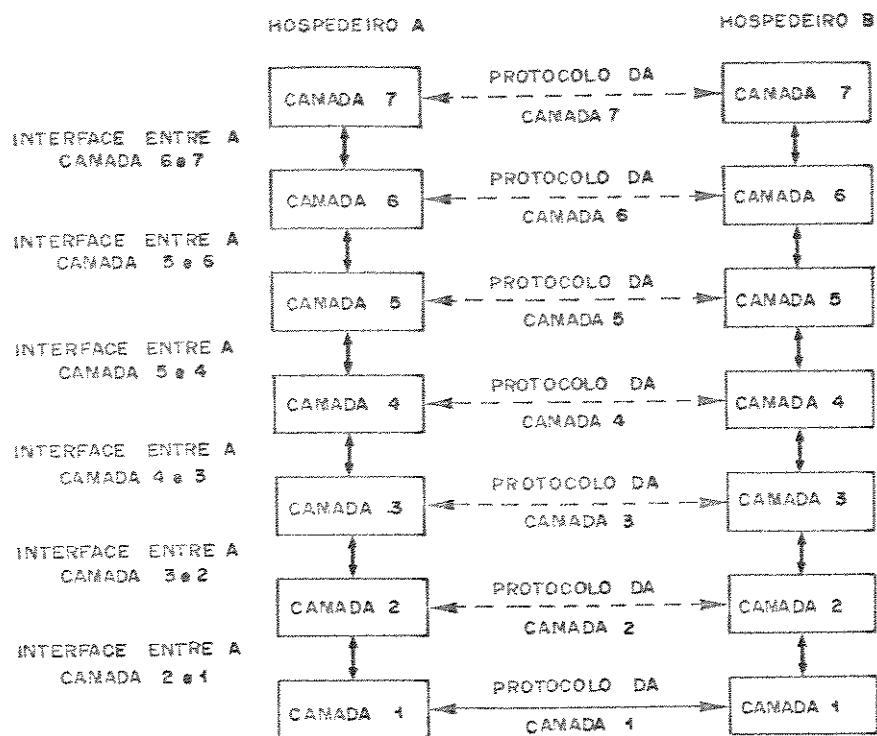 HOSPEDEIRO A
HOSPEDEIRO B
CAMADA 7
PROTOCOLO DA
CAMADA 7
CAMADA 7
INTERFACE ENTRE A
CAMADA 6 e 7
CAMADA 6
PROTOCOLO DA
CAMADA 6
CAMADA 6
INTERFACE ENTRE A
CAMADA 5 e 6
CAMADA 5
PROTOCOLO DA
CAMADA 5
CAMADA 5
INTERFACE ENTRE A
CAMADA 5 e 4
CAMADA 4
PROTOCOLO DA
CAMADA 4
CAMADA 4
INTERFACE ENTRE A
CAMADA 4 e 3
CAMADA 3
PROTOCOLO DA
CAMADA 3
CAMADA 3
INTERFACE ENTRE A
CAMADA 3 e 2
CAMADA 2
PROTOCOLO DA
CAMADA 2
CAMADA 2
INTERFACE ENTRE A
CAMADA 2 e 1
CAMADA 1
PROTOCOLO DA
CAMADA 1
CAMADA 1